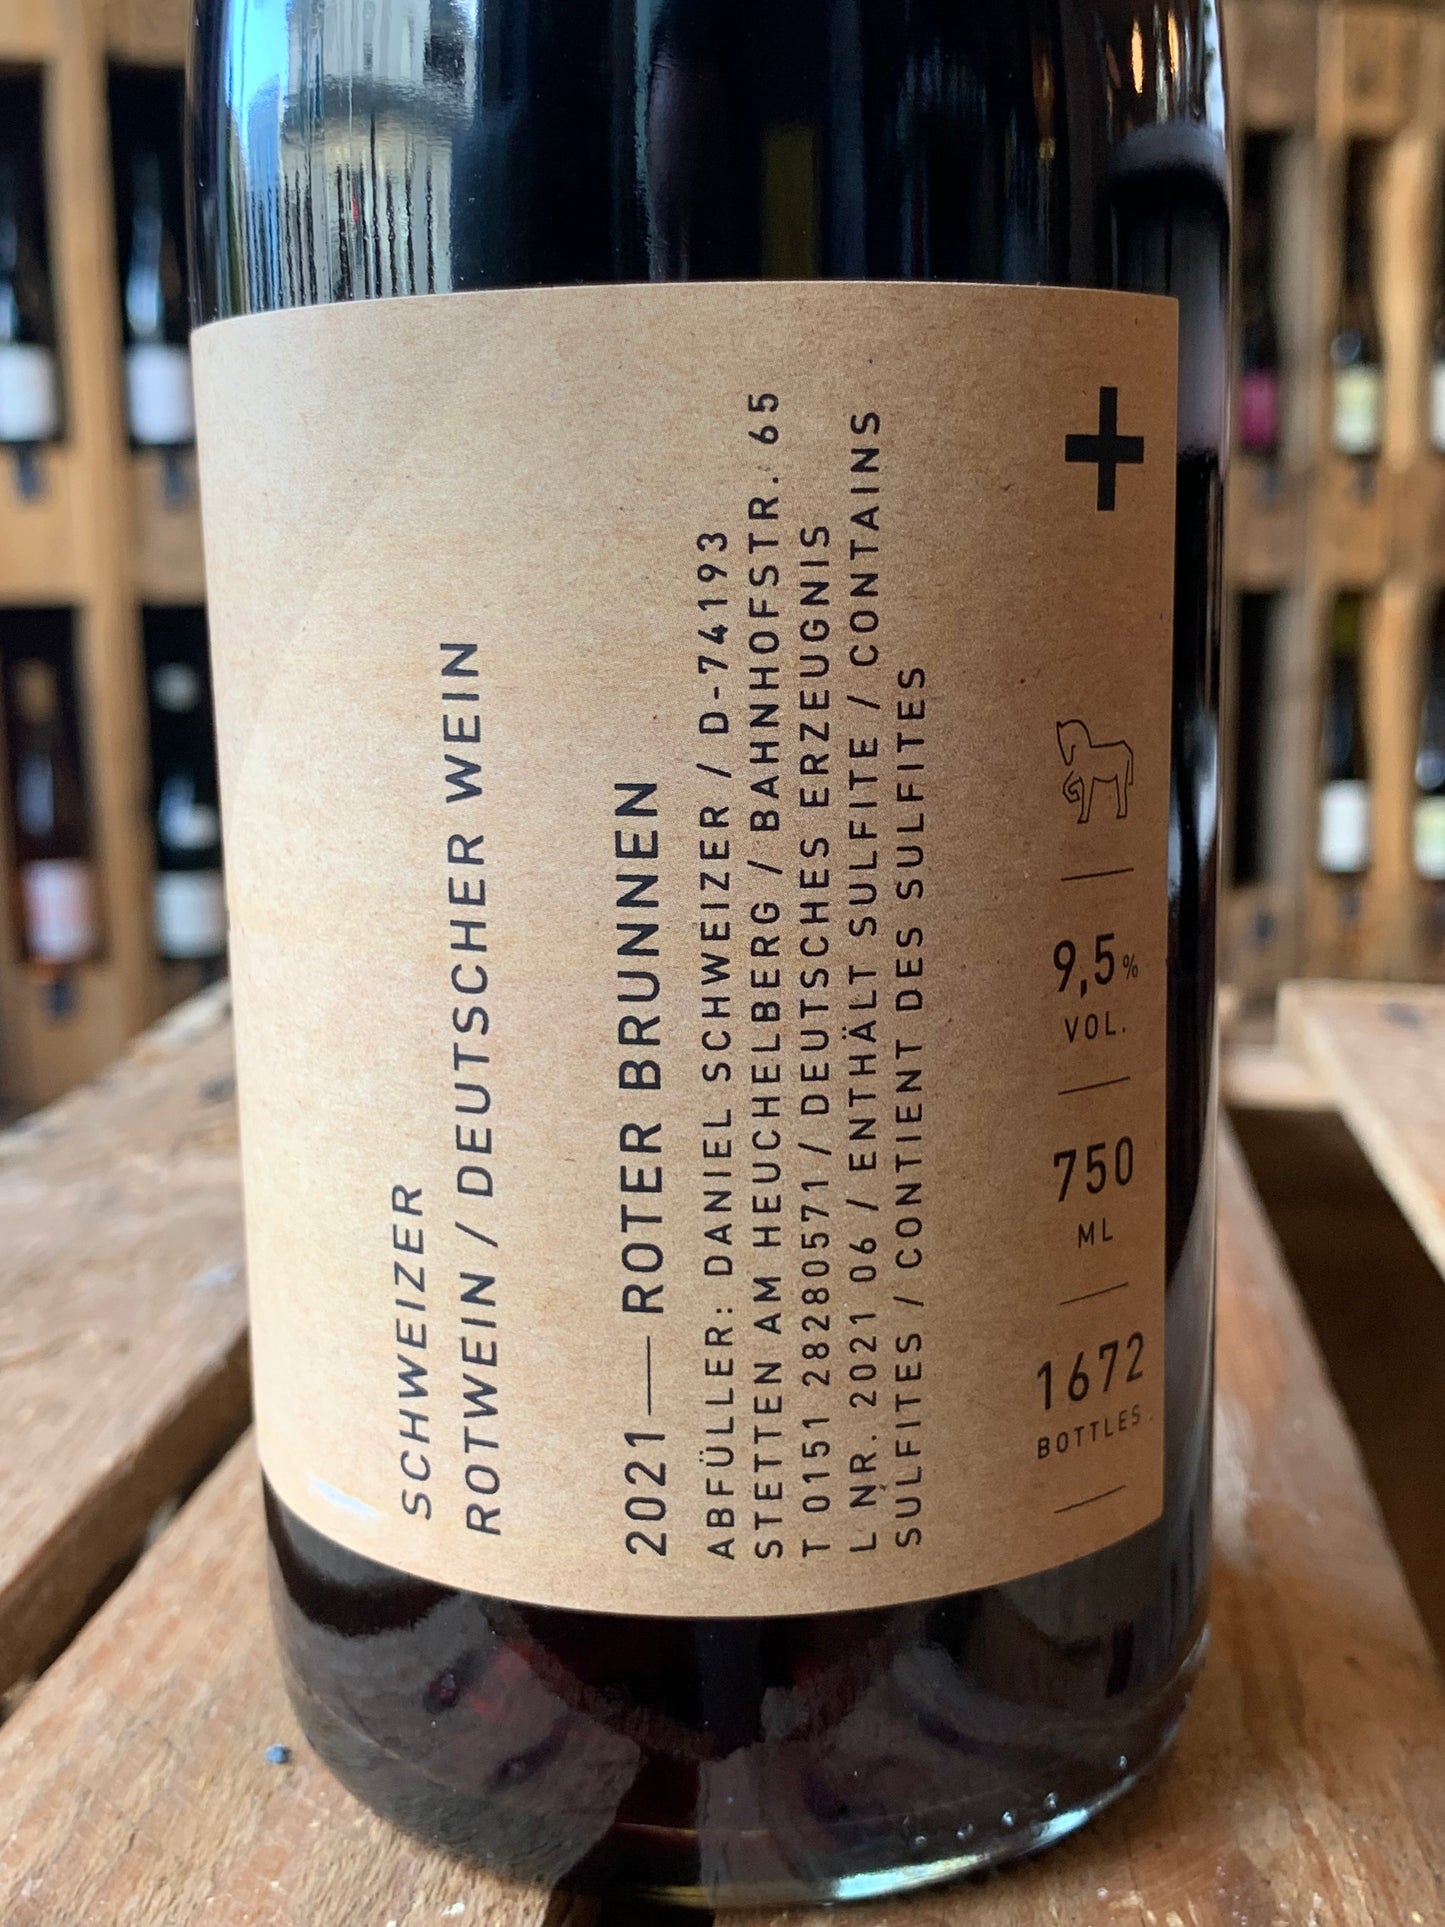 SCHWEIZER
ROTWEIN / DEUTSCHER WEIN
2021 — ROTER BRUNNEN
ABFÜLLER: DANIEL SCHWEIZER / D-74193
STETTEN AM HEUCHELBERG / BAHNHOFSTR. 65
T 0151 28280571 / DEUTSCHES ERZEUGNIS
L NR. 2021 06 / ENTHÄLT SULFITE / CONTAINS
SULFITES / CONTIENT DES SULFITES
9,5%
VOL.
750
ML
1672
BOTTLES.